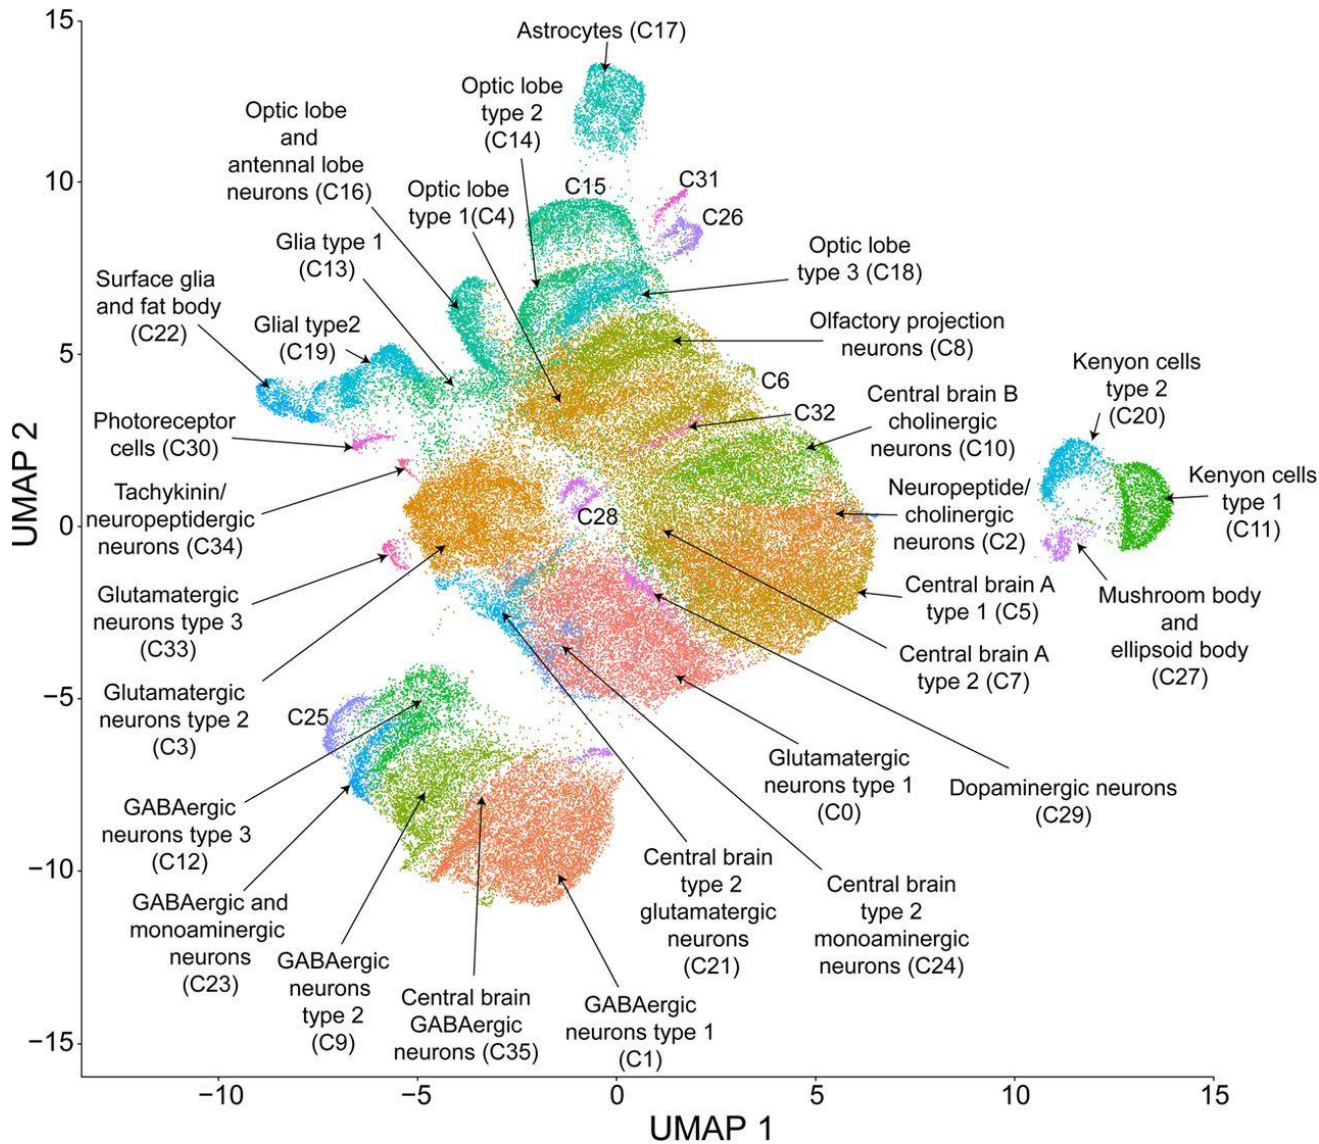 15
10
5
0
−5
−10
−15
UMAP 2
−10
−5
0
5
10
15
UMAP 1
Astrocytes (C17)
Optic lobe
type 2
(C14)
Optic lobe
and
antennal lobe
neurons (C16)
Optic lobe
type 1(C4)
C15
C31
C26
Glia type 1
(C13)
Optic lobe
type 3 (C18)
Surface glia
and fat body
(C22)
Glial type2
(C19)
Olfactory projection
neurons (C8)
C6
C32
Kenyon cells
type 2
(C20)
Central brain B
cholinergic
neurons (C10)
Photoreceptor
cells (C30)
Kenyon cells
type 1
(C11)
Tachykinin/
neuropeptidergic
neurons (C34)
C28
Neuropeptide/
cholinergic
neurons (C2)
Glutamatergic
neurons type 3
(C33)
Central brain A
type 1 (C5)
Mushroom body
and
ellipsoid body
(C27)
Central brain A
type 2 (C7)
Glutamatergic
neurons type 2
(C3)
C25
Glutamatergic
neurons type 1
(C0)
Dopaminergic neurons
(C29)
GABAergic
neurons type 3
(C12)
Central brain
type 2
glutamatergic
neurons
(C21)
Central brain
type 2
monoaminergic
neurons (C24)
GABAergic and
monoaminergic
neurons
(C23)
GABAergic
neurons
type 2
(C9)
Central brain
GABAergic
neurons (C35)
GABAergic
neurons type 1
(C1)